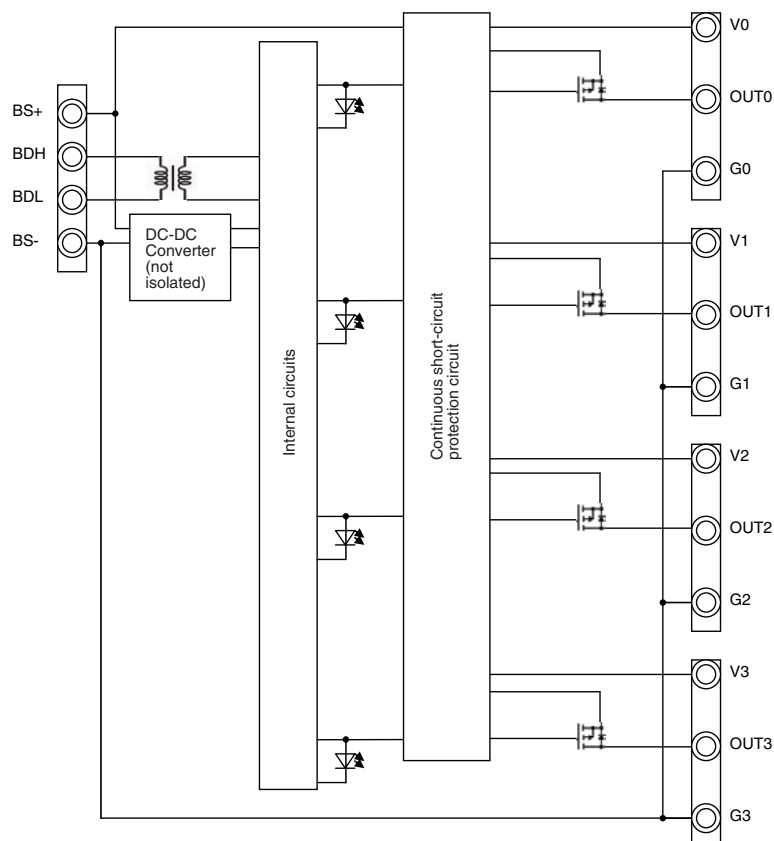 BS+
BDH
BDL
BS-
DC-DC
Converter
(not
isolated)
Internal circuits
Continuous short-circuit
protection circuit
V0
OUT0
G0
V1
OUT1
G1
V2
OUT2
G2
V3
OUT3
G3